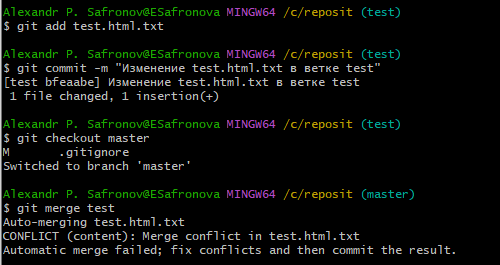 Alexandr P. Safronov@ESafronova MINGW64 /c/reposit (test)
$ git add test.html.txt
Alexandr P. Safronov@ESafronova MINGW64 /c/reposit (test)
$ git commit -m "Изменение test.html.txt в ветке test"
[test bfeaabe] Изменение test.html.txt в ветке test
1 file changed, 1 insertion(+)
Alexandr P. Safronov@ESafronova MINGW64 /c/reposit (test)
$ git checkout master
M .gitignore
Switched to branch 'master'
Alexandr P. Safronov@ESafronova MINGW64 /c/reposit (master)
$ git merge test
Auto-merging test.html.txt
CONFLICT (content): Merge conflict in test.html.txt
Automatic merge failed; fix conflicts and then commit the result.